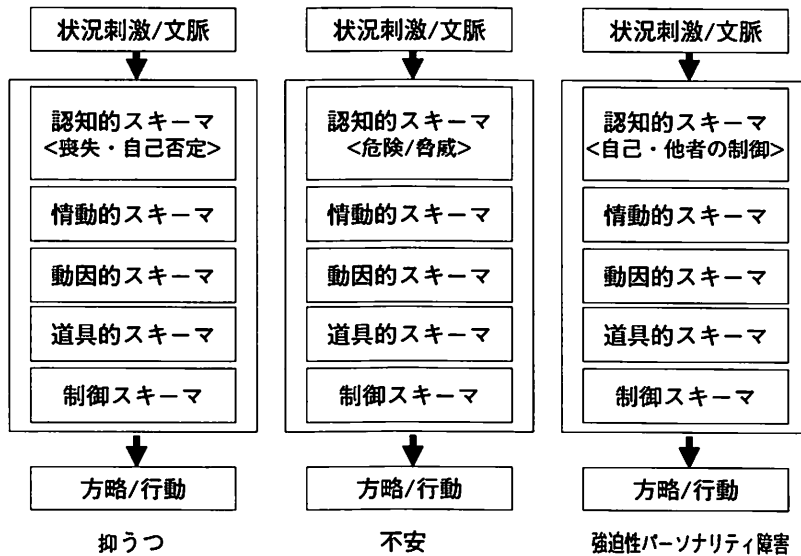 状況刺激/文脈
認知的スキーマ
<喪失・自己否定>
情動的スキーマ
動因的スキーマ
道具的スキーマ
制御スキーマ
方略/行動
抑うつ
状況刺激/文脈
認知的スキーマ
<危険/脅威>
情動的スキーマ
動因的スキーマ
道具的スキーマ
制御スキーマ
方略/行動
不安
状況刺激/文脈
認知的スキーマ
<自己・他者の制御>
情動的スキーマ
動因的スキーマ
道具的スキーマ
制御スキーマ
方略/行動
強迫性パーソナリティ障害